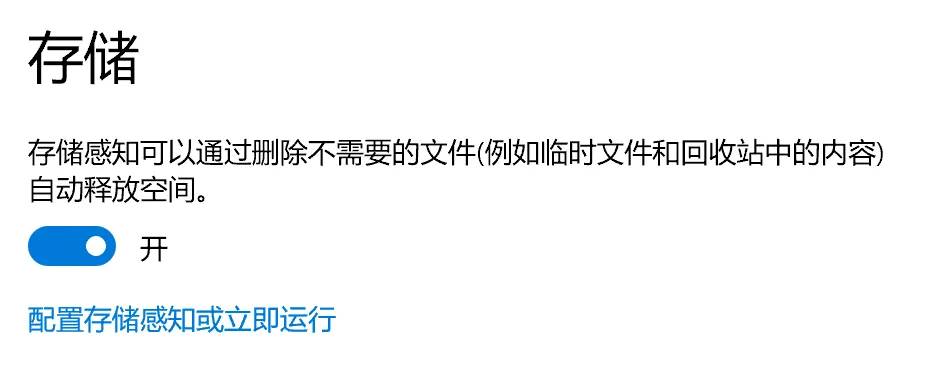 存储
存储感知可以通过删除不需要的文件(例如临时文件和回收站中的内容)
自动释放空间。
开
配置存储感知或立即运行